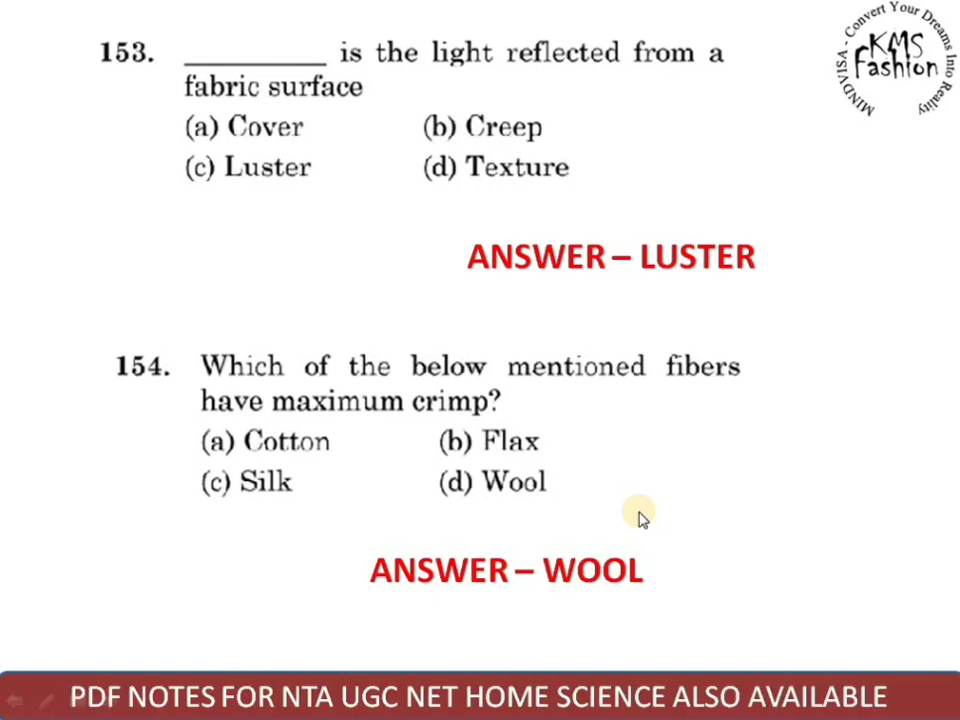 MINDVISA - Convert Your Dreams Into Reality
KMS
Fashion
153. __________ is the light reflected from a
fabric surface
(a) Cover (b) Creep
(c) Luster (d) Texture
ANSWER – LUSTER
154. Which of the below mentioned fibers
have maximum crimp?
(a) Cotton (b) Flax
(c) Silk (d) Wool
ANSWER – WOOL
PDF NOTES FOR NTA UGC NET HOME SCIENCE ALSO AVAILABLE